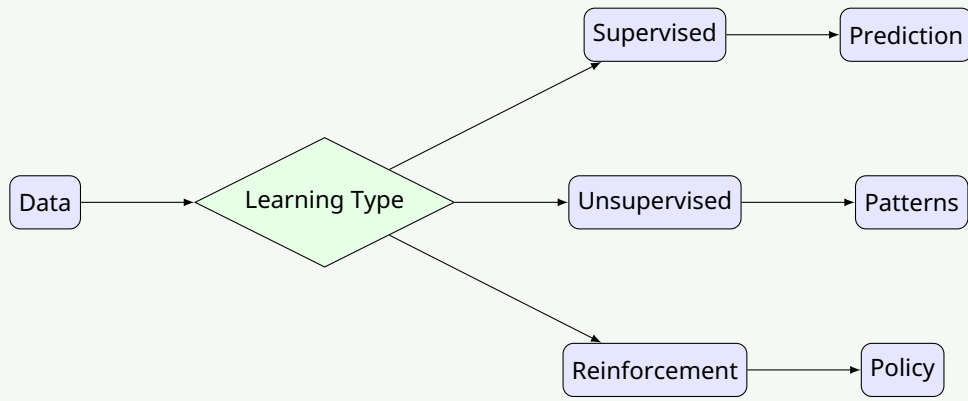 Supervised
Prediction
Data
Learning Type
Unsupervised
Patterns
Reinforcement
Policy